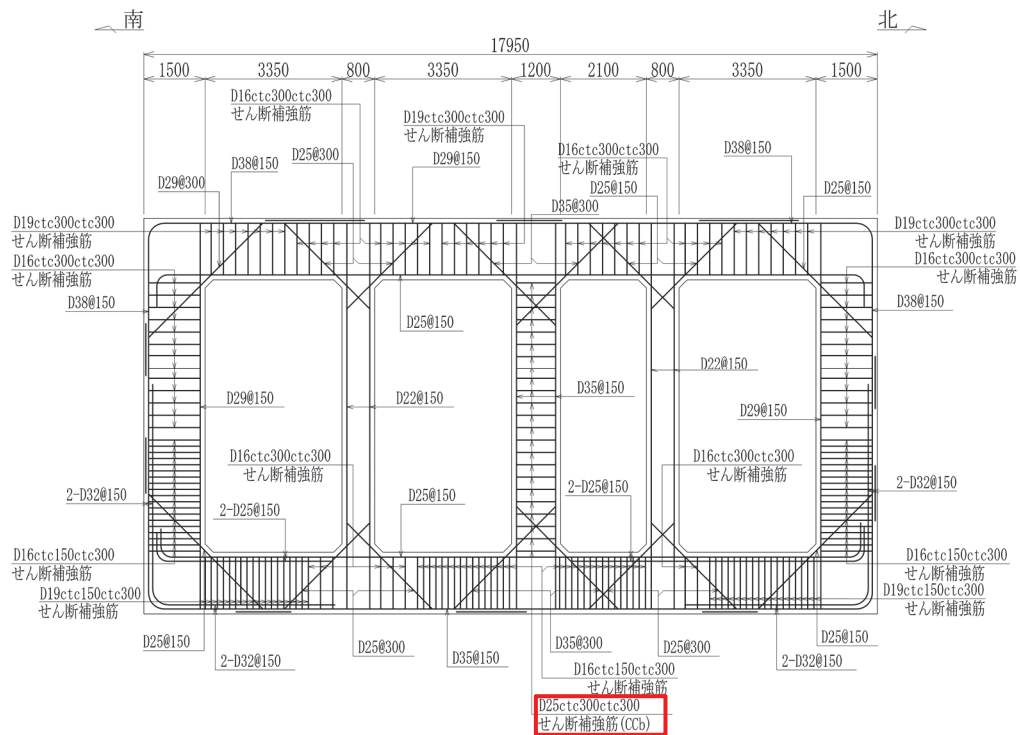 南
北
17950
1500
3350
800
3350
1200
2100
800
3350
1500
D16ctc300ctc300
せん断補強筋
D19ctc300ctc300
せん断補強筋
D16ctc300ctc300
せん断補強筋
D38@150
D25@300
D29@150
D38@150
D29@300
D25@150
D25@150
D35@300
D19ctc300ctc300
せん断補強筋
D19ctc300ctc300
せん断補強筋
D16ctc300ctc300
せん断補強筋
D16ctc300ctc300
せん断補強筋
D38@150
D38@150
D25@150
D22@150
D29@150
D22@150
D35@150
D29@150
D16ctc300ctc300
せん断補強筋
D16ctc300ctc300
せん断補強筋
2-D32@150
2-D25@150
D25@150
2-D25@150
2-D32@150
D16ctc150ctc300
せん断補強筋
D16ctc150ctc300
せん断補強筋
D19ctc150ctc300
せん断補強筋
D19ctc150ctc300
せん断補強筋
D25@150
D25@300
D35@300
D25@300
D25@150
2-D32@150
D35@150
2-D32@150
D16ctc150ctc300
せん断補強筋
D25ctc300ctc300
せん断補強筋(CCb)